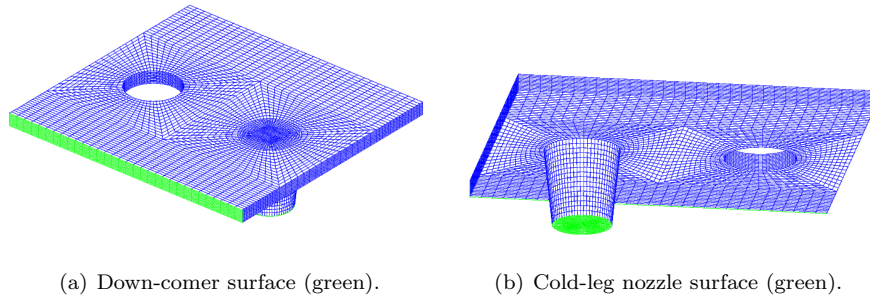 (a) Down-comer surface (green).
(b) Cold-leg nozzle surface (green).